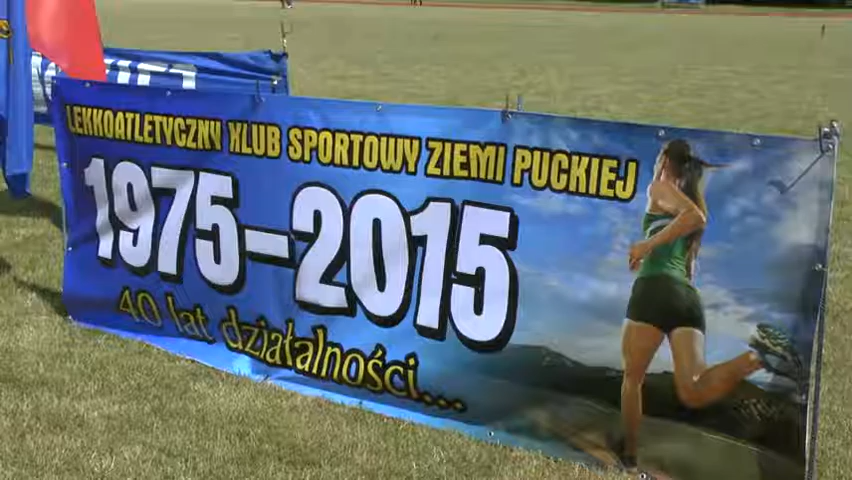 LEKKOATLETYCZNY KLUB SPORTOWY ZIEMI PUCKIEJ
1975-2015
40 lat działalności...